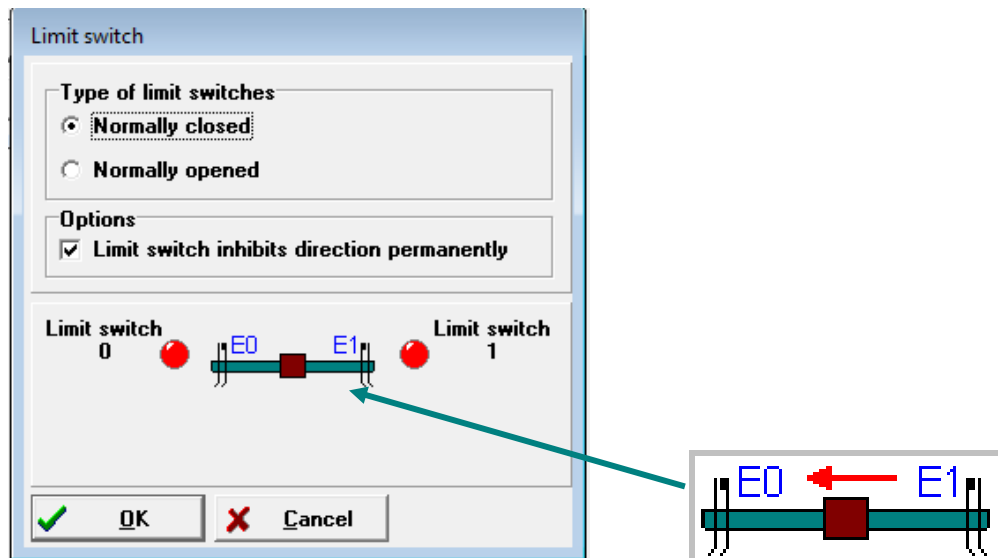 Limit switch
Type of limit switches
Normally closed
Normally opened
Options
Limit switch inhibits direction permanently
Limit switch
0
E0
E1
Limit switch
1
E0
E1
OK
Cancel